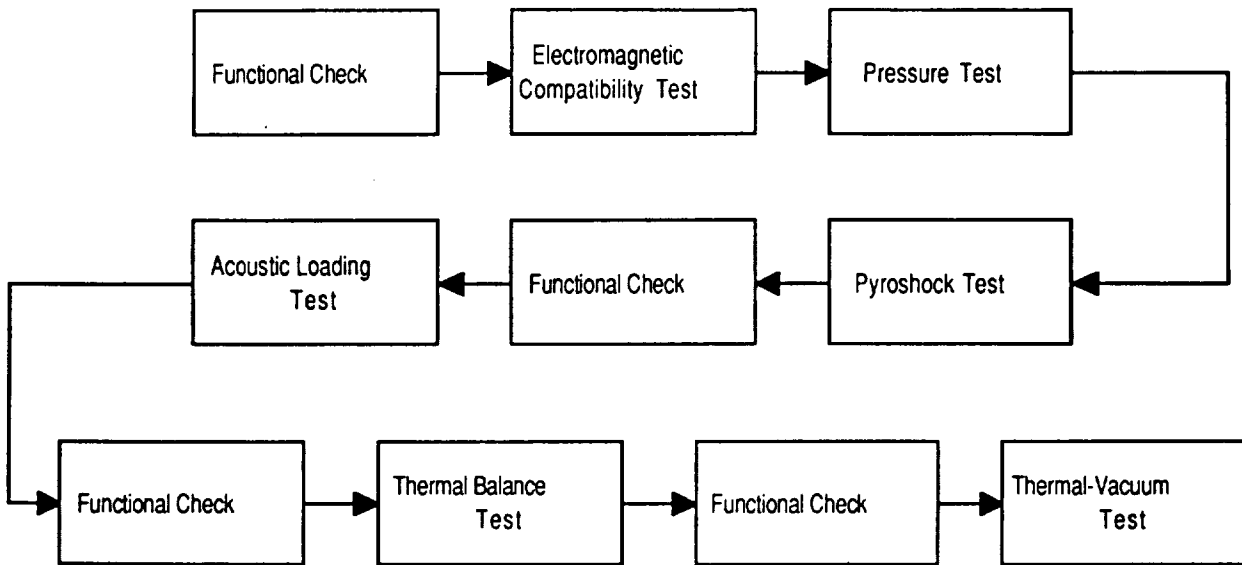 Functional Check
Electromagnetic
Compatibility Test
Pressure Test
Pyroshock Test
Functional Check
Acoustic Loading
Test
Functional Check
Thermal Balance
Test
Functional Check
Thermal-Vacuum
Test